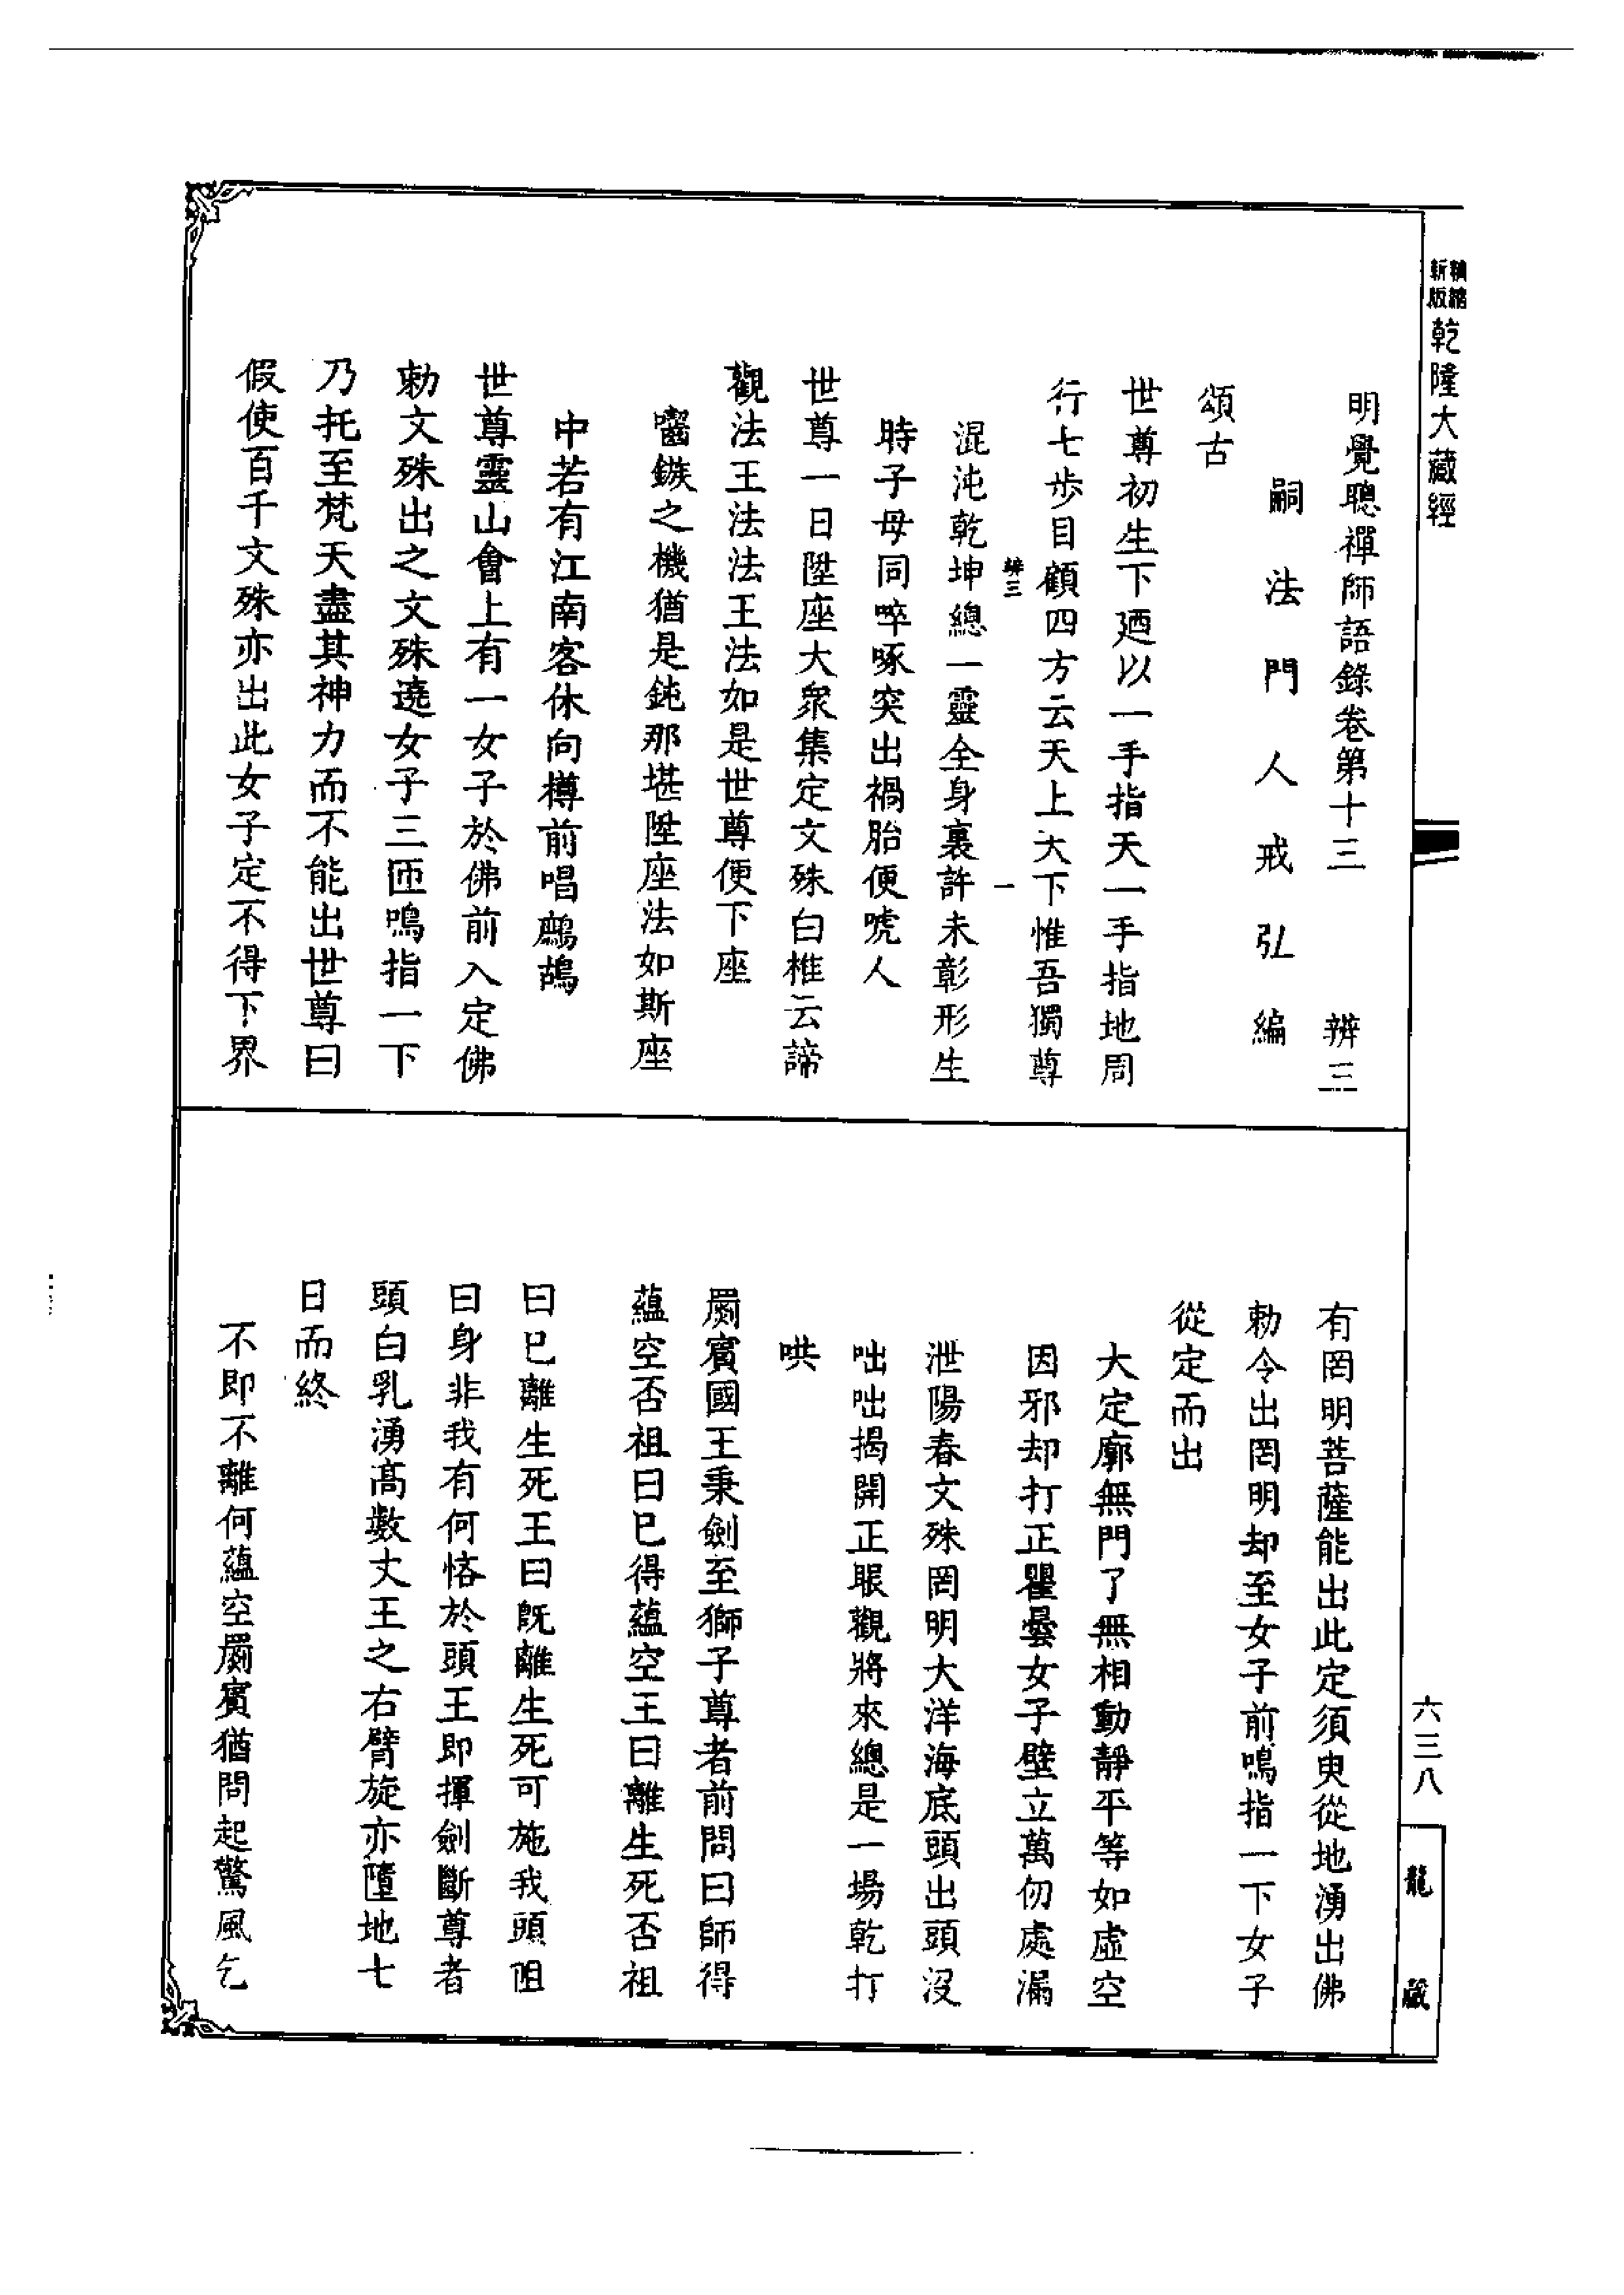 精縮
新版
乾隆大藏經
明覺聰禪師語錄卷第十三　辨三
嗣法門人戒弘編
頌古
世尊初生下廼以一手指天一手指地周
行七步目顧四方云天上天下惟吾獨尊
辨三　一
混沌乾坤總一靈全身裏許未彰形生
時子母同啐啄突出禍胎便唬人
世尊一日陞座大眾集定文殊白椎云諦
觀法王法法王法如是世尊便下座
囓鏃之機猶是鈍那堪陞座法如斯座
中若有江南客休向樽前唱鷓鴣
世尊靈山會上有一女子於佛前入定佛
勅文殊出之文殊遶女子三匝鳴指一下
乃托至梵天盡其神力而不能出世尊曰
假使百千文殊亦出此女子定不得下界
有罔明菩薩能出此定須臾從地湧出佛
勅令出罔明却至女子前鳴指一下女子
從定而出
大定廓無門了無相動靜平等如虛空
因邪却打正瞿曇女子壁立萬仞處漏
泄陽春文殊罔明大洋海底頭出頭沒
咄咄揭開正眼觀將來總是一場乾打
哄
罽賓國王秉劍至獅子尊者前問曰師得
蘊空否祖曰已得蘊空王曰離生死否祖
曰已離生死王曰既離生死可施我頭祖
曰身非我有何悋於頭王即揮劍斷尊者
頭白乳湧高數丈王之右臂旋亦墮地七
日而終
不即不離何蘊空罽賓猶問起驚風乞
六三八
龍藏